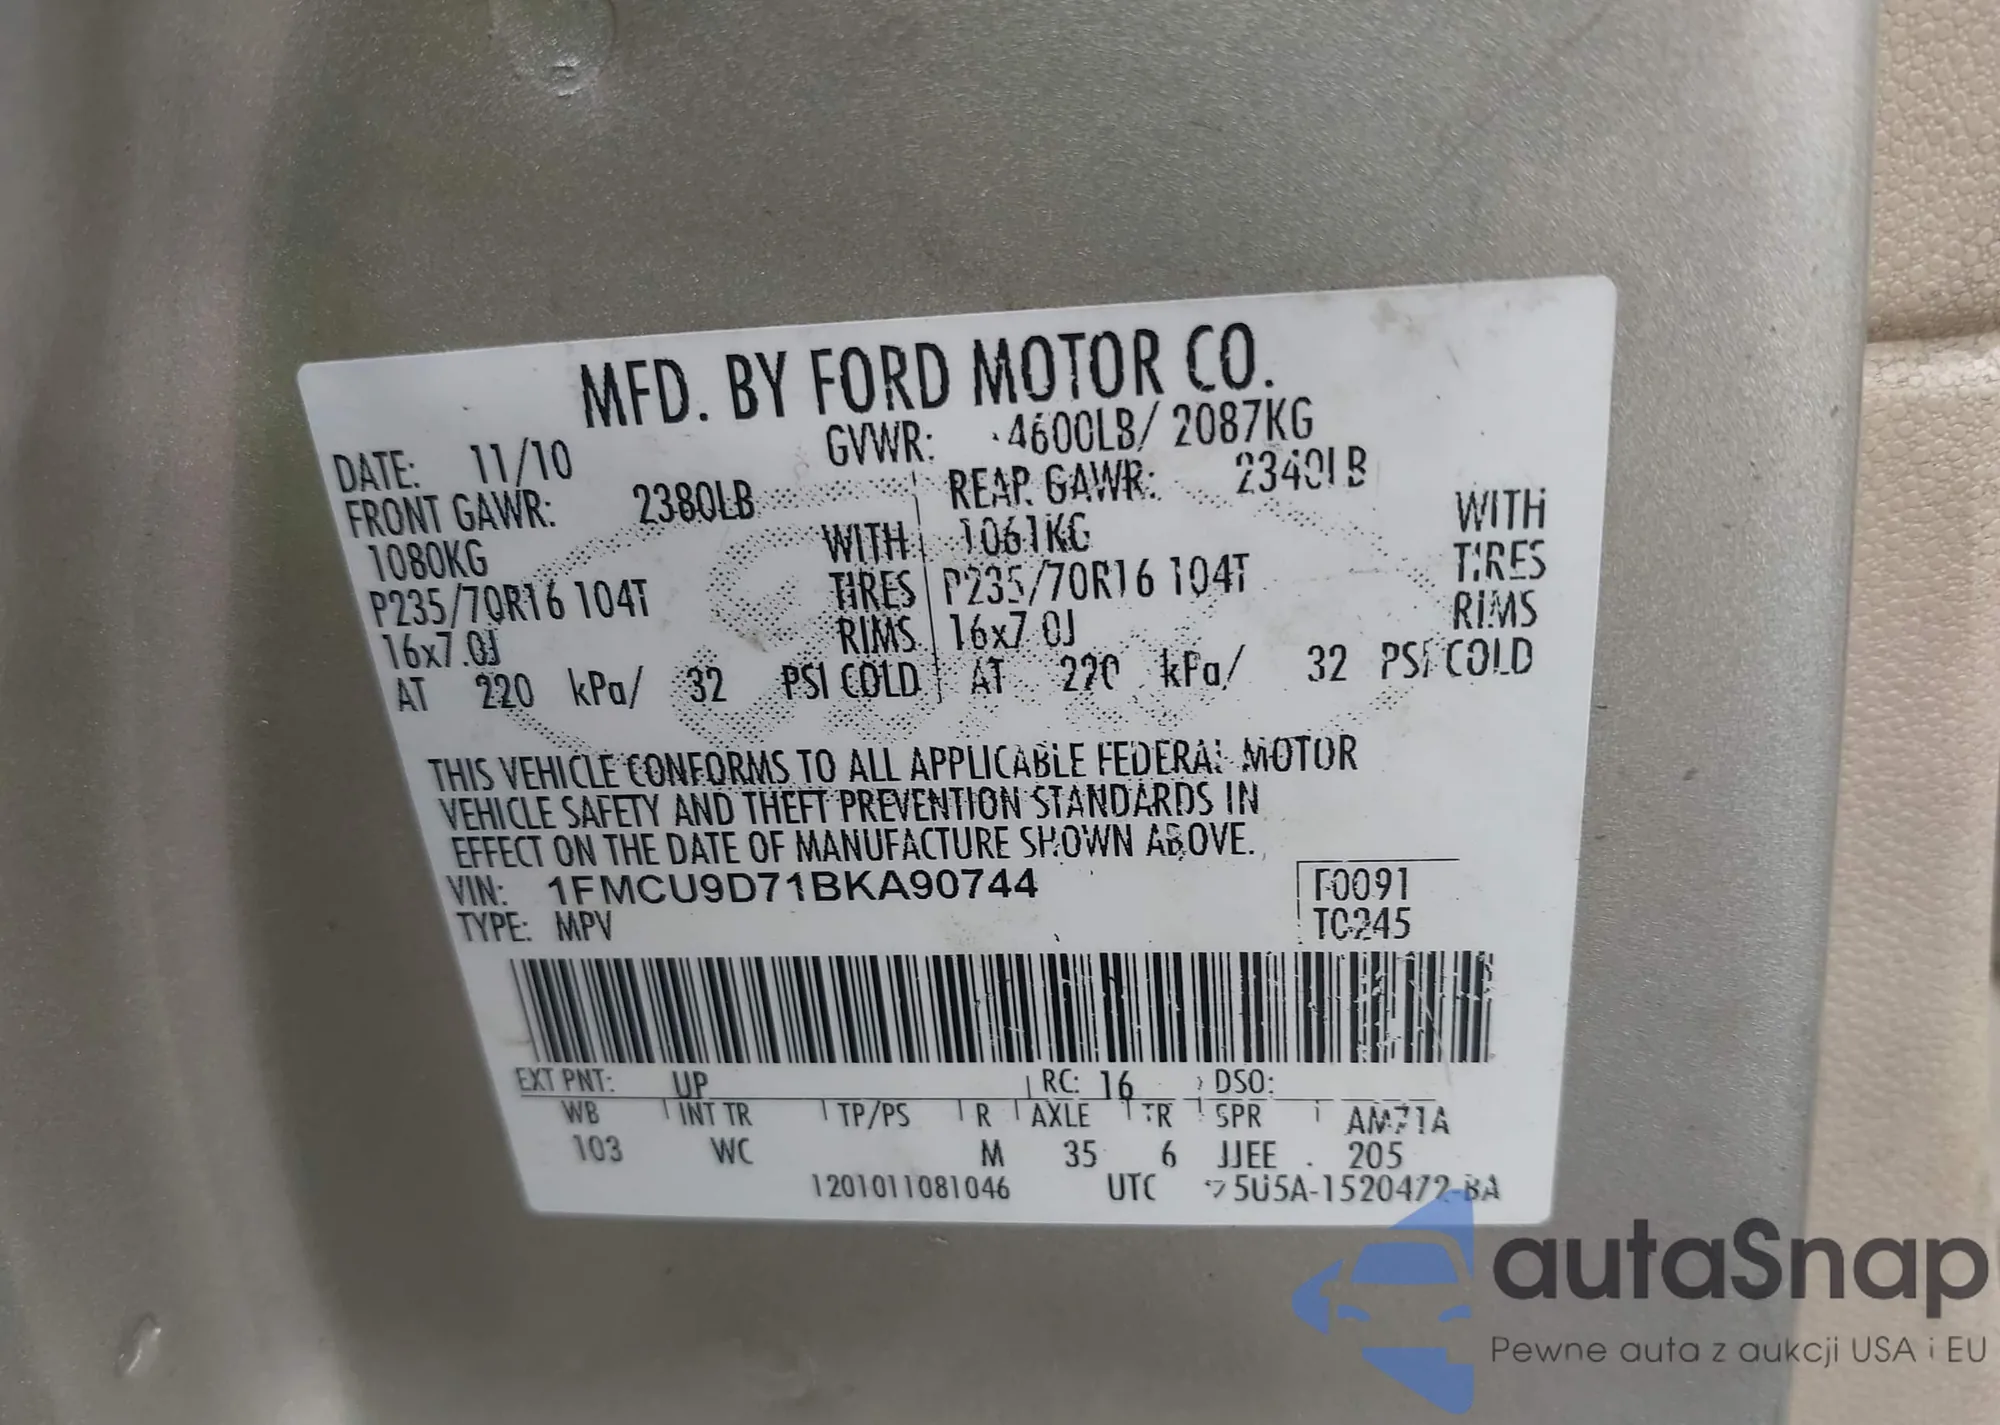 MFD. BY FORD MOTOR CO.
DATE: 11/10 GVWR: 4600LB/ 2087KG
FRONT GAWR: 2380LB REAR GAWR: 2340LB
1080KG WITH 1061KG WITH
P235/70R16 104T TIRES P235/70R16 104T TIRES
16x7.0J RIMS 16x7.0J RIMS
AT 220 kPa/ 32 PSI COLD AT 220 kPa/ 32 PSI COLD
THIS VEHICLE CONFORMS TO ALL APPLICABLE FEDERAL MOTOR
VEHICLE SAFETY AND THEFT PREVENTION STANDARDS IN
EFFECT ON THE DATE OF MANUFACTURE SHOWN ABOVE.
VIN: 1FMCU9D71BKA90744
TYPE: MPV
F0091
TC245
EXT PNT: UP RC: 16 DSO:
WB INT TR TP/PS R AXLE TR SPR AM71A
103 WC M 35 6 JJEE 205
1201011081046 UTC 5U5A-1520472-BA
autaSnap
Pewne auta z aukcji USA i EU